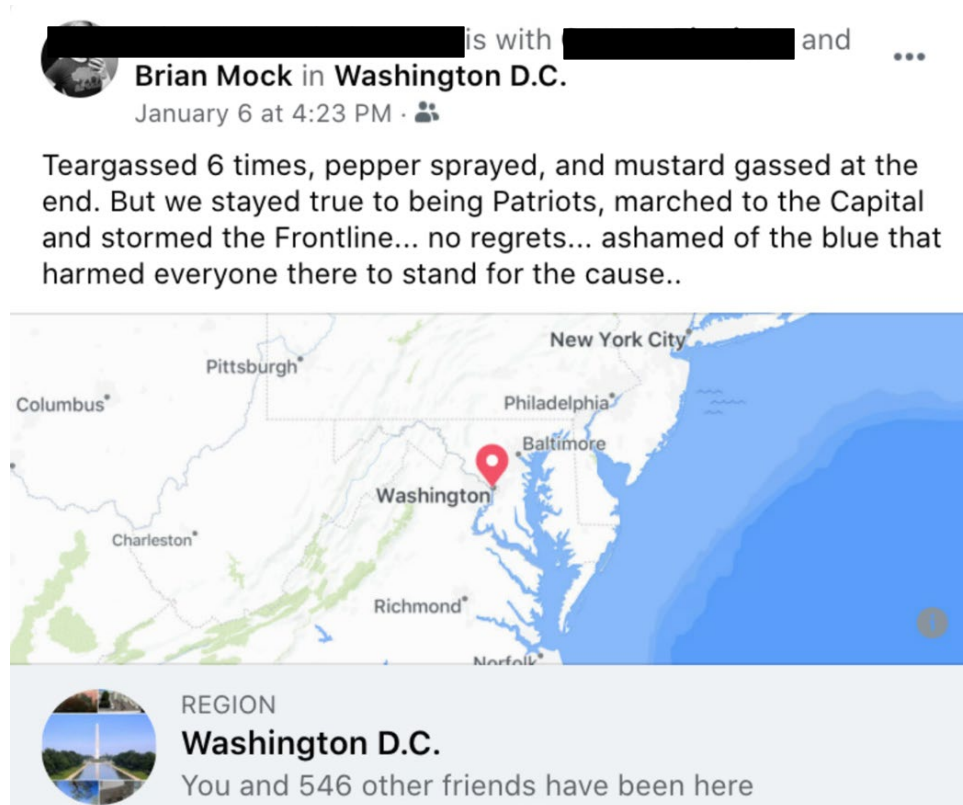 is with and
Brian Mock in Washington D.C.
January 6 at 4:23 PM ·
Teargassed 6 times, pepper sprayed, and mustard gassed at the
end. But we stayed true to being Patriots, marched to the Capital
and stormed the Frontline... no regrets... ashamed of the blue that
harmed everyone there to stand for the cause..
New York City
Pittsburgh
Columbus
Philadelphia
Baltimore
Washington
Charleston
Richmond
Norfolk
REGION
Washington D.C.
You and 546 other friends have been here